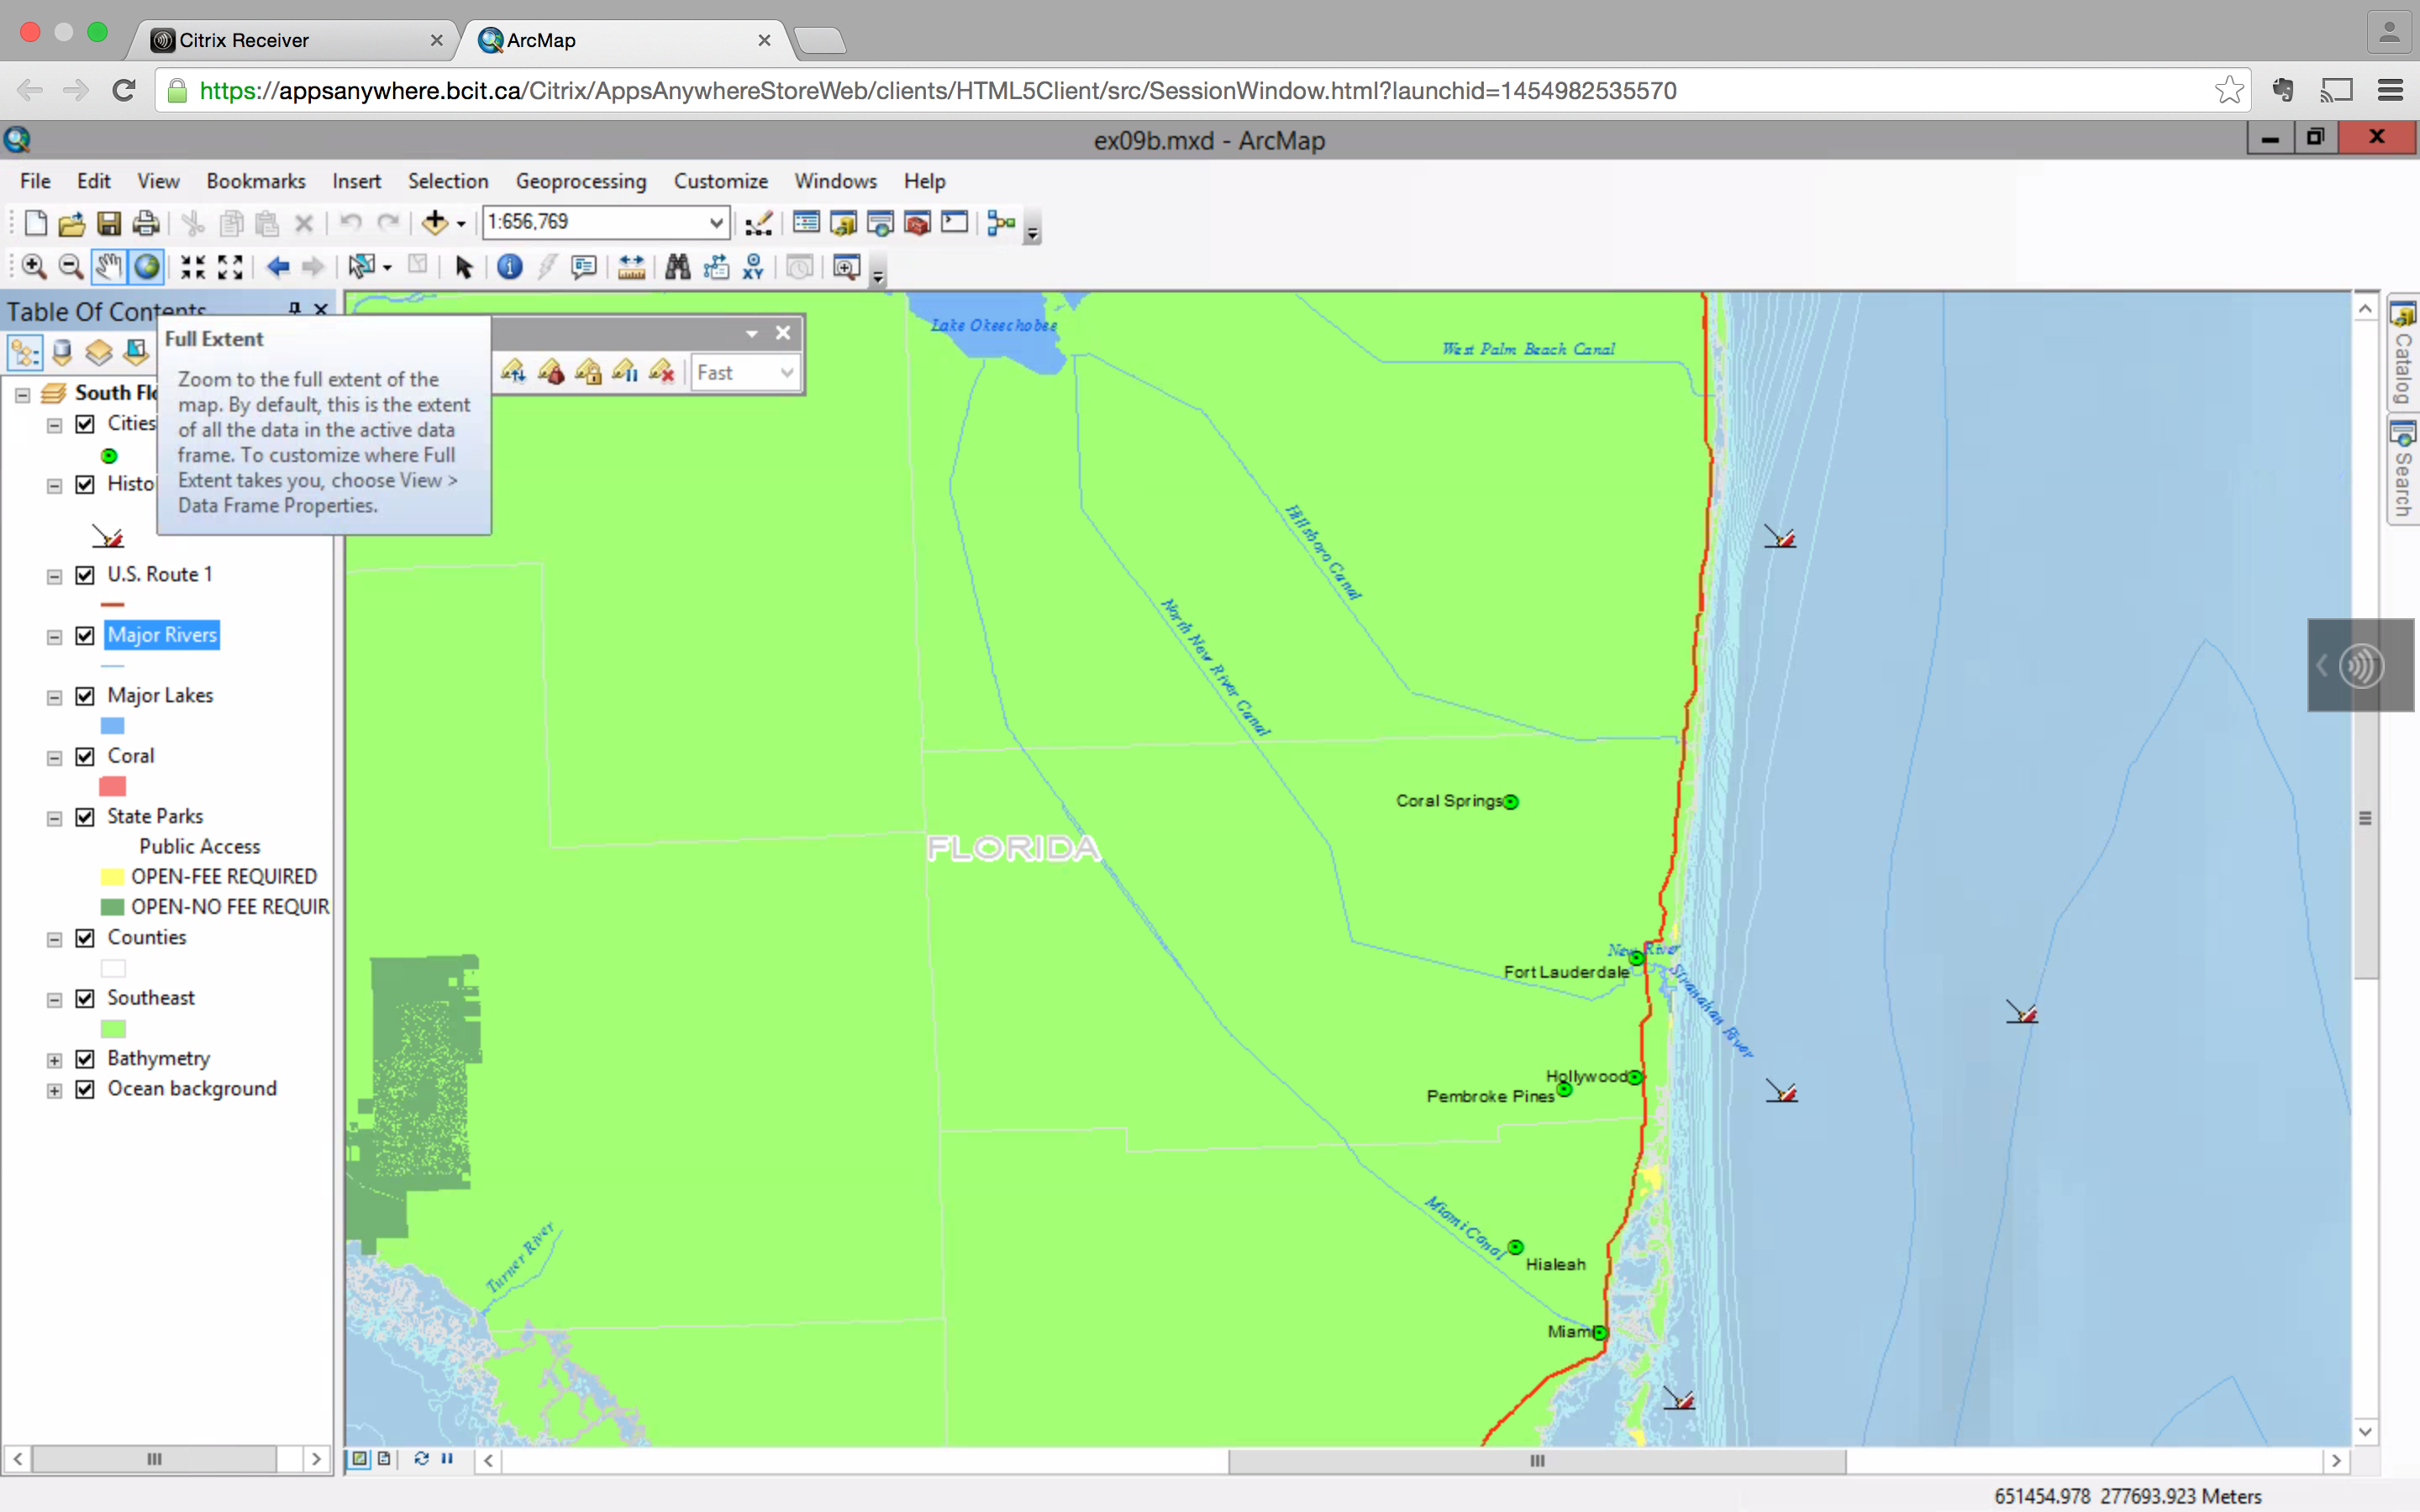 Citrix Receiver
ArcMap
https://appsanywhere.bcit.ca/Citrix/AppsAnywhereStoreWeb/clients/HTML5Client/src/SessionWindow.html?launchid=1454982535570
ex09b.mxd - ArcMap
File Edit View Bookmarks Insert Selection Geoprocessing Customize Windows Help
1:656,769
XY
Table Of Contents
Full Extent
Zoom to the full extent of the
map. By default, this is the extent
of all the data in the active data
frame. To customize where Full
Extent takes you, choose View >
Data Frame Properties.
Fast
South Flo
Cities
Histo
U.S. Route 1
Major Rivers
Major Lakes
Coral
State Parks
Public Access
OPEN-FEE REQUIRED
OPEN-NO FEE REQUIR
Counties
Southeast
Bathymetry
Ocean background
Lake Okeechobee
West Palm Beach Canal
Hillsboro Canal
North New River Canal
Coral Springs
FLORIDA
New River
Fort Lauderdale
Stranahan River
Hollywood
Pembroke Pines
Miami Canal
Hialeah
Turner River
Miami
Catalog
Search
651454.978 277693.923 Meters